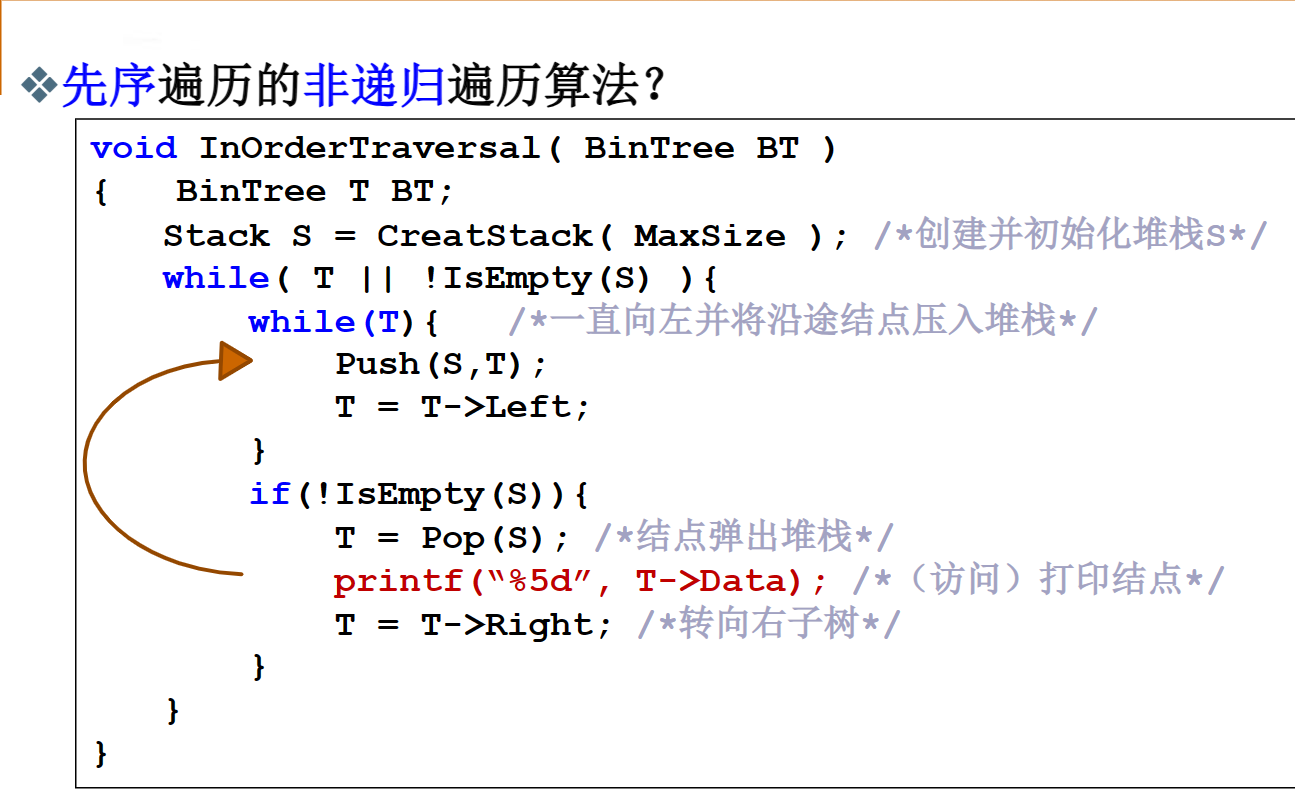 先序遍历的非递归遍历算法？
void InOrderTraversal( BinTree BT )
{ BinTree T BT;
Stack S = CreatStack( MaxSize ); /*创建并初始化堆栈S*/
while( T || !IsEmpty(S) ){
while(T){ /*一直向左并将沿途结点压入堆栈*/
Push(S,T);
T = T->Left;
}
if(!IsEmpty(S)){
T = Pop(S); /*结点弹出堆栈*/
printf(“%5d”, T->Data); /*（访问）打印结点*/
T = T->Right; /*转向右子树*/
}
}
}